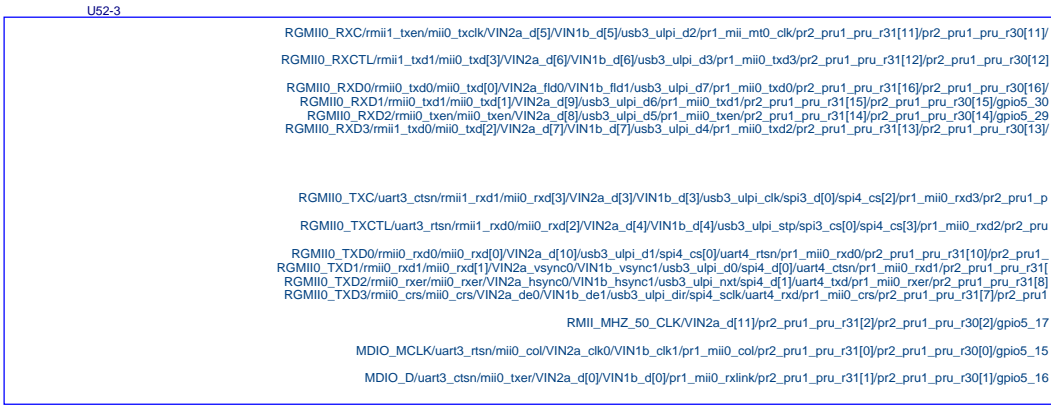 U52-3
RGMII0_RXC/rmii1_txen/mii0_txclk/VIN2a_d[5]/VIN1b_d[5]/usb3_ulpi_d2/pr1_mii_mt0_clk/pr2_pru1_pru_r31[11]/pr2_pru1_pru_r30[11]/
RGMII0_RXCTL/rmii1_txd1/mii0_txd[3]/VIN2a_d[6]/VIN1b_d[6]/usb3_ulpi_d3/pr1_mii0_txd3/pr2_pru1_pru_r31[12]/pr2_pru1_pru_r30[12]
RGMII0_RXD0/rmii0_txd0/mii0_txd[0]/VIN2a_fld0/VIN1b_fld1/usb3_ulpi_d7/pr1_mii0_txd0/pr2_pru1_pru_r31[16]/pr2_pru1_pru_r30[16]/
RGMII0_RXD1/rmii0_txd1/mii0_txd[1]/VIN2a_d[9]/usb3_ulpi_d6/pr1_mii0_txd1/pr2_pru1_pru_r31[15]/pr2_pru1_pru_r30[15]/gpio5_30
RGMII0_RXD2/rmii0_txen/mii0_txen/VIN2a_d[8]/usb3_ulpi_d5/pr1_mii0_txen/pr2_pru1_pru_r31[14]/pr2_pru1_pru_r30[14]/gpio5_29
RGMII0_RXD3/rmii1_txd0/mii0_txd[2]/VIN2a_d[7]/VIN1b_d[7]/usb3_ulpi_d4/pr1_mii0_txd2/pr2_pru1_pru_r31[13]/pr2_pru1_pru_r30[13]/
RGMII0_TXC/uart3_ctsn/rmii1_rxd1/mii0_rxd[3]/VIN2a_d[3]/VIN1b_d[3]/usb3_ulpi_clk/spi3_d[0]/spi4_cs[2]/pr1_mii0_rxd3/pr2_pru1_p
RGMII0_TXCTL/uart3_rtsn/rmii1_rxd0/mii0_rxd[2]/VIN2a_d[4]/VIN1b_d[4]/usb3_ulpi_stp/spi3_cs[0]/spi4_cs[3]/pr1_mii0_rxd2/pr2_pru
RGMII0_TXD0/rmii0_rxd0/mii0_rxd[0]/VIN2a_d[10]/usb3_ulpi_d1/spi4_cs[0]/uart4_rtsn/pr1_mii0_rxd0/pr2_pru1_pru_r31[10]/pr2_pru1_
RGMII0_TXD1/rmii0_rxd1/mii0_rxd[1]/VIN2a_vsync0/VIN1b_vsync1/usb3_ulpi_d0/spi4_d[0]/uart4_ctsn/pr1_mii0_rxd1/pr2_pru1_pru_r31[
RGMII0_TXD2/rmii0_rxer/mii0_rxer/VIN2a_hsync0/VIN1b_hsync1/usb3_ulpi_nxt/spi4_d[1]/uart4_txd/pr1_mii0_rxer/pr2_pru1_pru_r31[8]
RGMII0_TXD3/rmii0_crs/mii0_crs/VIN2a_de0/VIN1b_de1/usb3_ulpi_dir/spi4_sclk/uart4_rxd/pr1_mii0_crs/pr2_pru1_pru_r31[7]/pr2_pru1
RMII_MHZ_50_CLK/VIN2a_d[11]/pr2_pru1_pru_r31[2]/pr2_pru1_pru_r30[2]/gpio5_17
MDIO_MCLK/uart3_rtsn/mii0_col/VIN2a_clk0/VIN1b_clk1/pr1_mii0_col/pr2_pru1_pru_r31[0]/pr2_pru1_pru_r30[0]/gpio5_15
MDIO_D/uart3_ctsn/mii0_txer/VIN2a_d[0]/VIN1b_d[0]/pr1_mii0_rxlink/pr2_pru1_pru_r31[1]/pr2_pru1_pru_r30[1]/gpio5_16